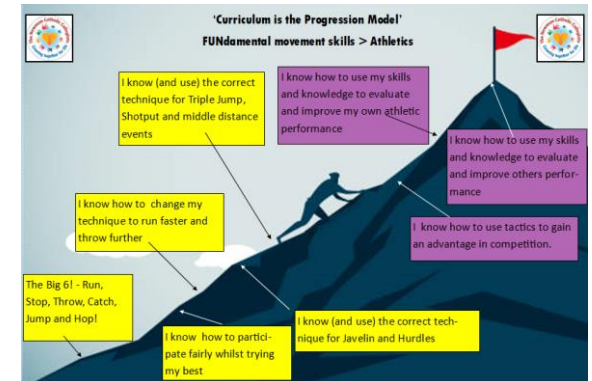 ‘Curriculum is the Progression Model’
FUNdamental movement skills > Athletics
I know (and use) the correct
technique for Triple Jump,
Shotput and middle distance
events
I know how to use my skills
and knowledge to evaluate
and improve my own athletic
performance
I know how to use my skills
and knowledge to evaluate
and improve others perfor-
mance
I know how to change my
technique to run faster and
throw further
I know how to use tactics to gain
an advantage in competition.
The Big 6! - Run,
Stop, Throw, Catch,
Jump and Hop!
I know how to partici-
pate fairly whilst trying
my best
I know (and use) the correct tech-
nique for Javelin and Hurdles